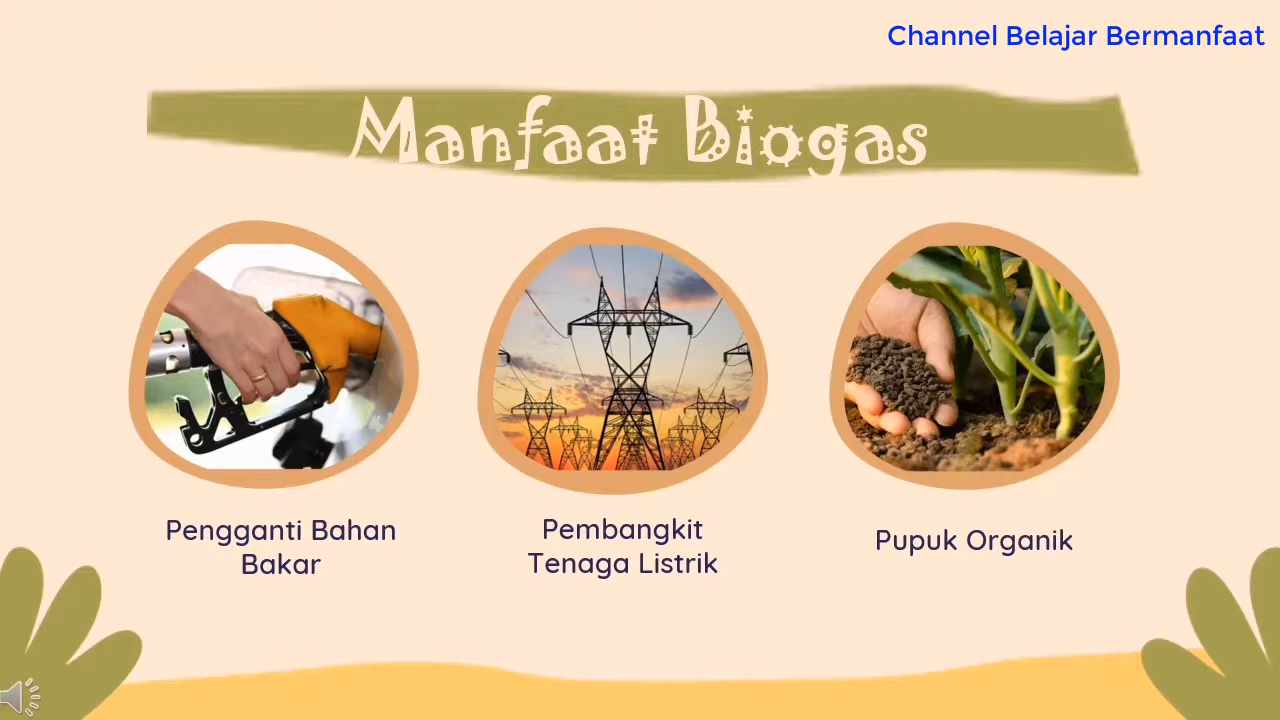 Channel Belajar Bermanfaat
Manfaat Biogas
Pengganti Bahan
Bakar
Pembangkit
Tenaga Listrik
Pupuk Organik